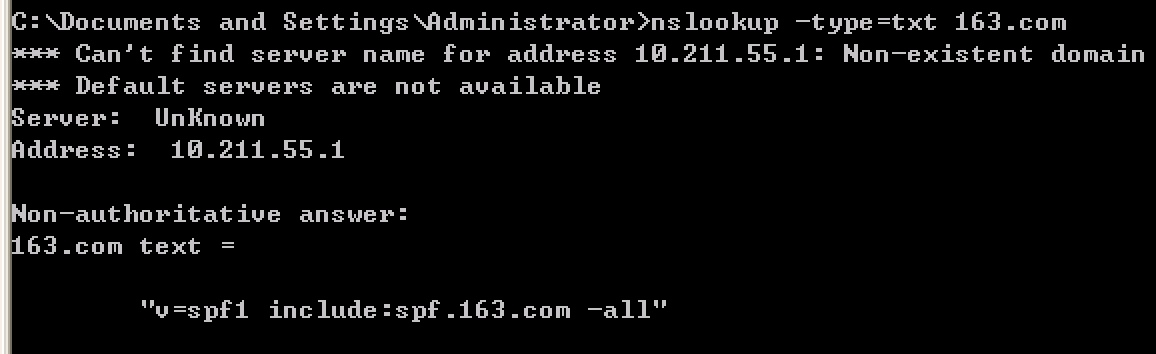 C:\Documents and Settings\Administrator>nslookup -type=txt 163.com
*** Can't find server name for address 10.211.55.1: Non-existent domain
*** Default servers are not available
Server:  UnKnown
Address:  10.211.55.1
Non-authoritative answer:
163.com text =
"v=spf1 include:spf.163.com -all"